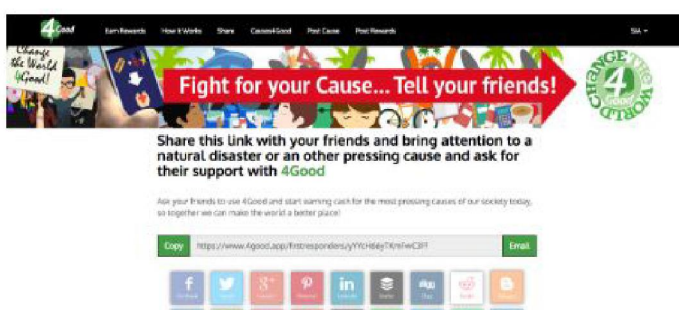 4Good Earn Rewards How it Works Share Causes4Good Post Cause Post Rewards SIA
Change
the World
4Good!
Fight for your Cause... Tell your friends!
CHANGE THE WORLD
4
Good
Share this link with your friends and bring attention to a
natural disaster or an other pressing cause and ask for
their support with 4Good
Ask your friends to use 4Good and start earning cash for the most pressing causes of our society today,
so together we can make the world a better place!
Copy Email
f
g+
in
Digg